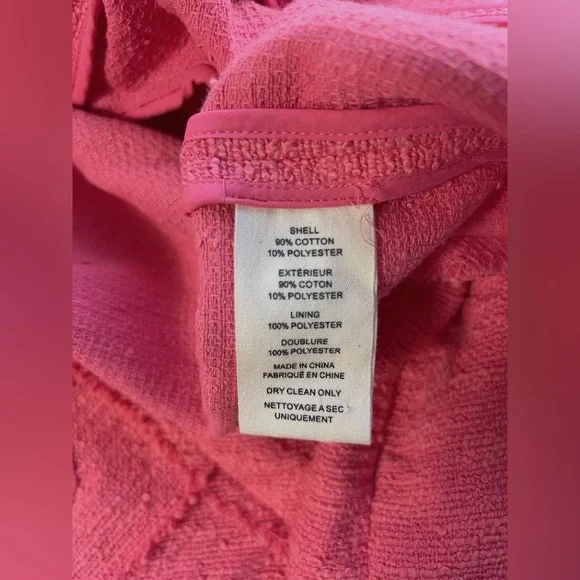 SHELL
90% COTTON
10% POLYESTER
EXTÉRIEUR
90% COTON
10% POLYESTER
LINING
100% POLYESTER
DOUBLURE
100% POLYESTER
MADE IN CHINA
FABRIQUÉ EN CHINE
DRY CLEAN ONLY
NETTOYAGE A SEC
UNIQUEMENT